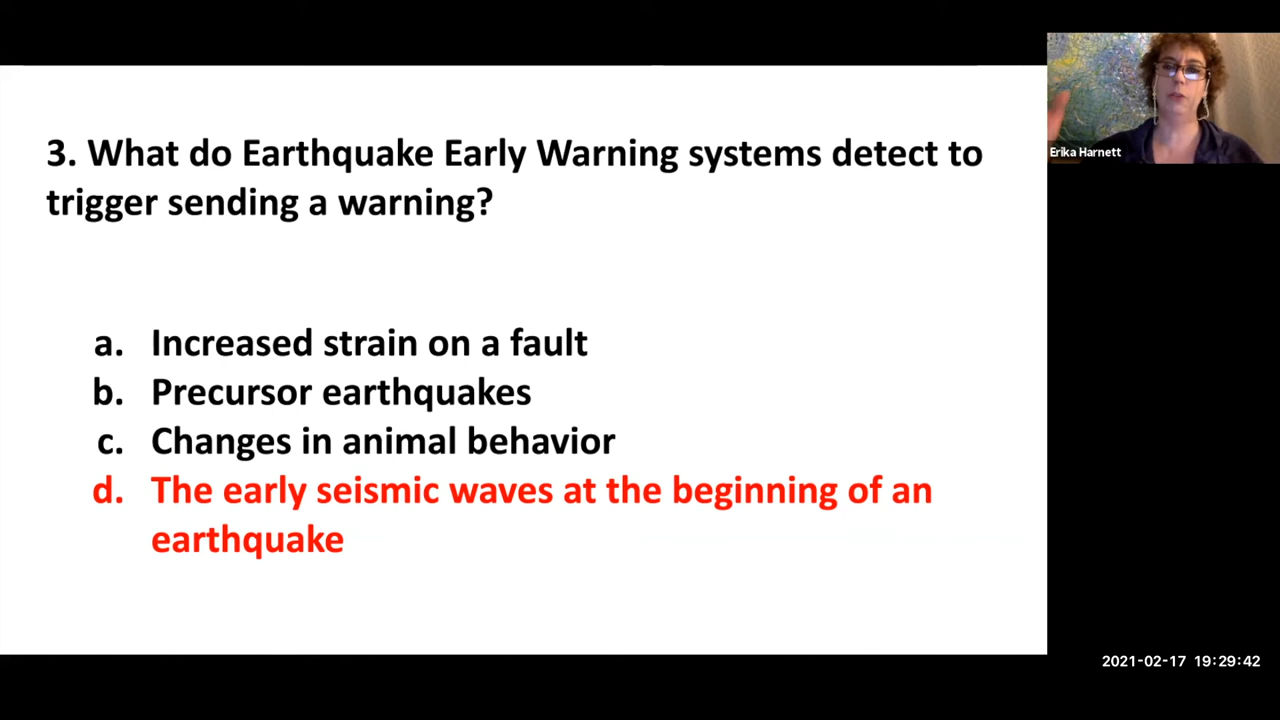 3. What do Earthquake Early Warning systems detect to
trigger sending a warning?
a. Increased strain on a fault
b. Precursor earthquakes
c. Changes in animal behavior
d. The early seismic waves at the beginning of an
earthquake
Erika Harnett
2021-02-17 19:29:42